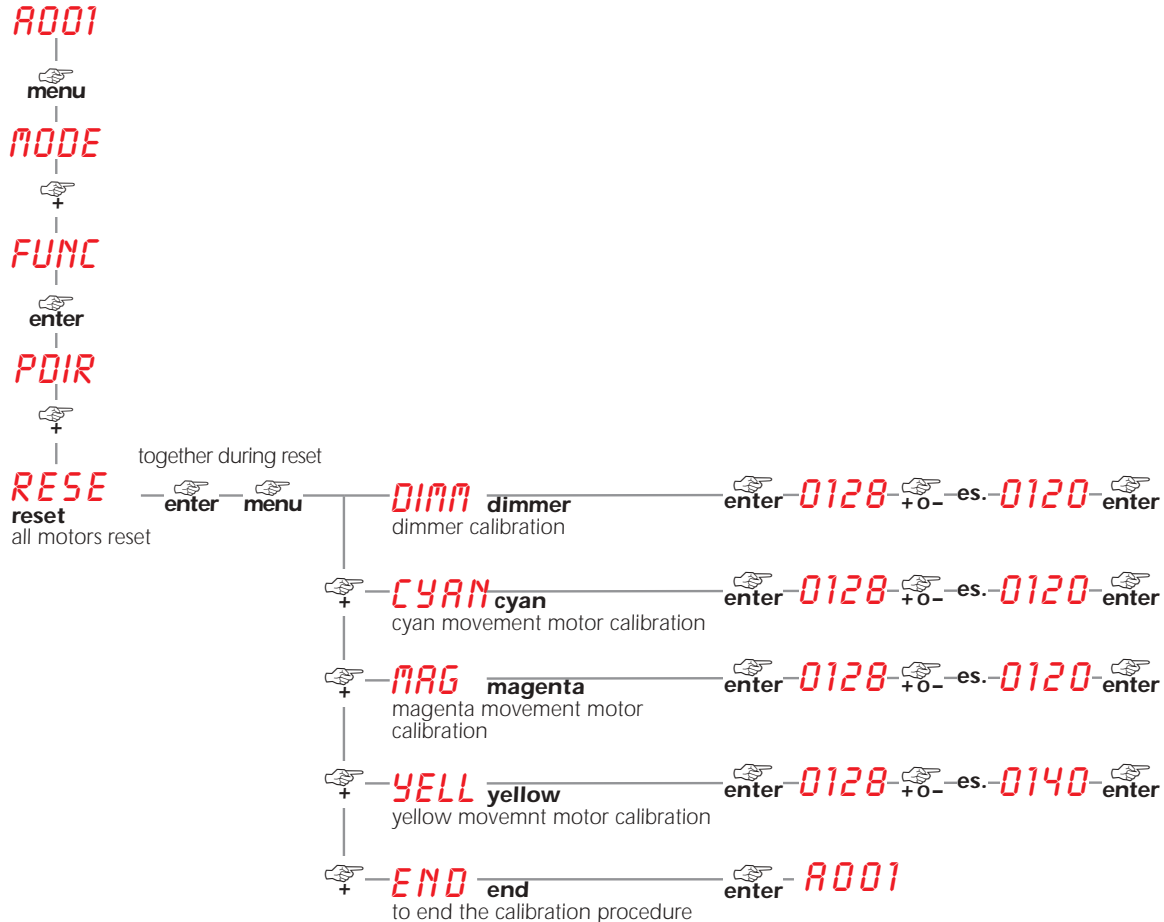 A001
menu
MODE
+
FUNC
enter
PDIR
+
together during reset
RESE enter menu DIMM dimmer enter 0128 +o- es. 0120 enter
reset
all motors reset
dimmer calibration
+ CYAN cyan enter 0128 +o- es. 0120 enter
cyan movement motor calibration
+ MAG magenta enter 0128 +o- es. 0120 enter
magenta movement motor
calibration
+ YELL yellow enter 0128 +o- es. 0140 enter
yellow movemnt motor calibration
+ END end enter A001
to end the calibration procedure